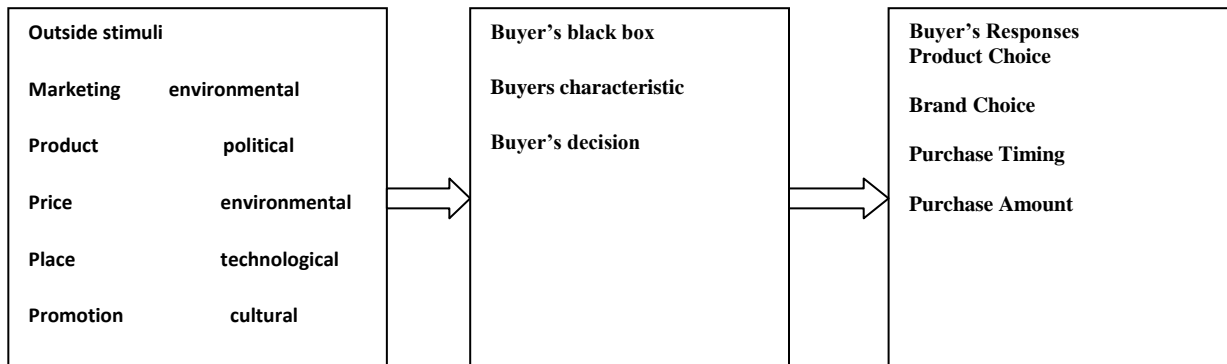 Outside stimuli
Marketing environmental
Product political
Price environmental
Place technological
Promotion cultural
Buyer’s black box
Buyers characteristic
Buyer’s decision
Buyer’s Responses
Product Choice
Brand Choice
Purchase Timing
Purchase Amount